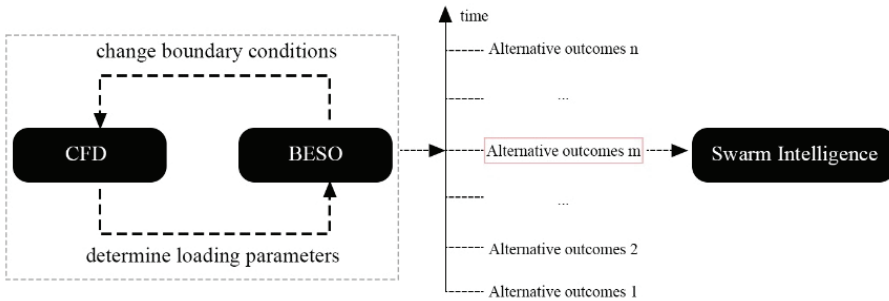 change boundary conditions
CFD
BESO
determine loading parameters
time
Alternative outcomes n
...
Alternative outcomes m
...
Alternative outcomes 2
Alternative outcomes 1
Swarm Intelligence